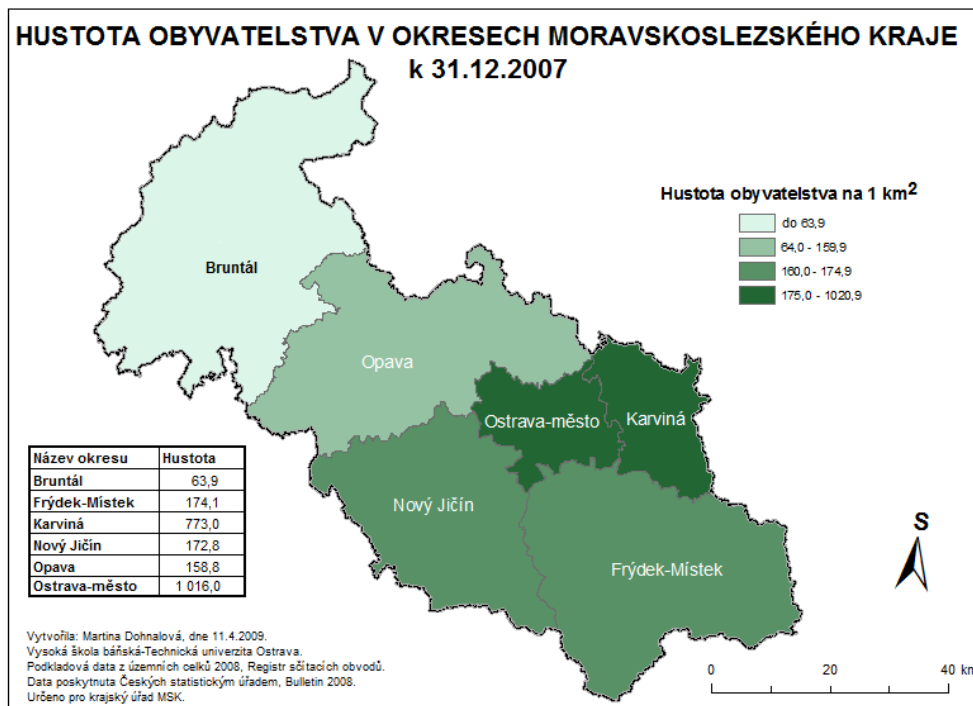 HUSTOTA OBYVATELSTVA V OKRESECH MORAVSKOSLEZSKÉHO KRAJE
k 31.12.2007
Hustota obyvatelstva na 1 km²
do 63,9
64,0 - 159,9
160,0 - 174,9
175,0 - 1020,9
Bruntál
Opava
Ostrava-město
Karviná
Nový Jičín
Frýdek-Místek
Název okresu Hustota
Bruntál 63,9
Frýdek-Místek 174,1
Karviná 773,0
Nový Jičín 172,8
Opava 158,8
Ostrava-město 1 016,0
S
Vytvořila: Martina Dohnalová, dne 11.4.2009.
Vysoká škola báňská-Technická univerzita Ostrava.
Podkladová data z územních celků 2008, Registr sčítacích obvodů.
Data poskytnuta Českých statistickým úřadem, Bulletin 2008.
Určeno pro krajský úřad MSK.
0 20 40 km